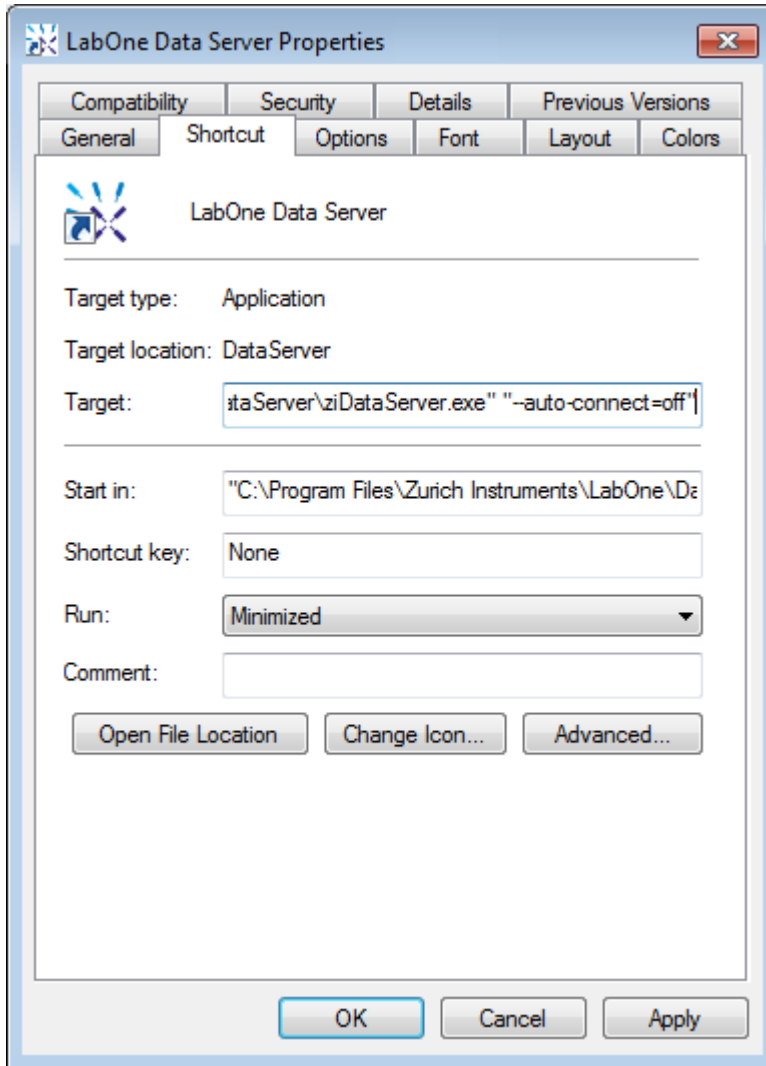 LabOne Data Server Properties
Compatibility Security Details Previous Versions
General Shortcut Options Font Layout Colors
LabOne Data Server
Target type: Application
Target location: DataServer
Target: ataServer\ziDataServer.exe" "--auto-connect=off"
Start in: "C:\Program Files\Zurich Instruments\LabOne\Da
Shortcut key: None
Run: Minimized
Comment:
Open File Location Change Icon... Advanced...
OK Cancel Apply